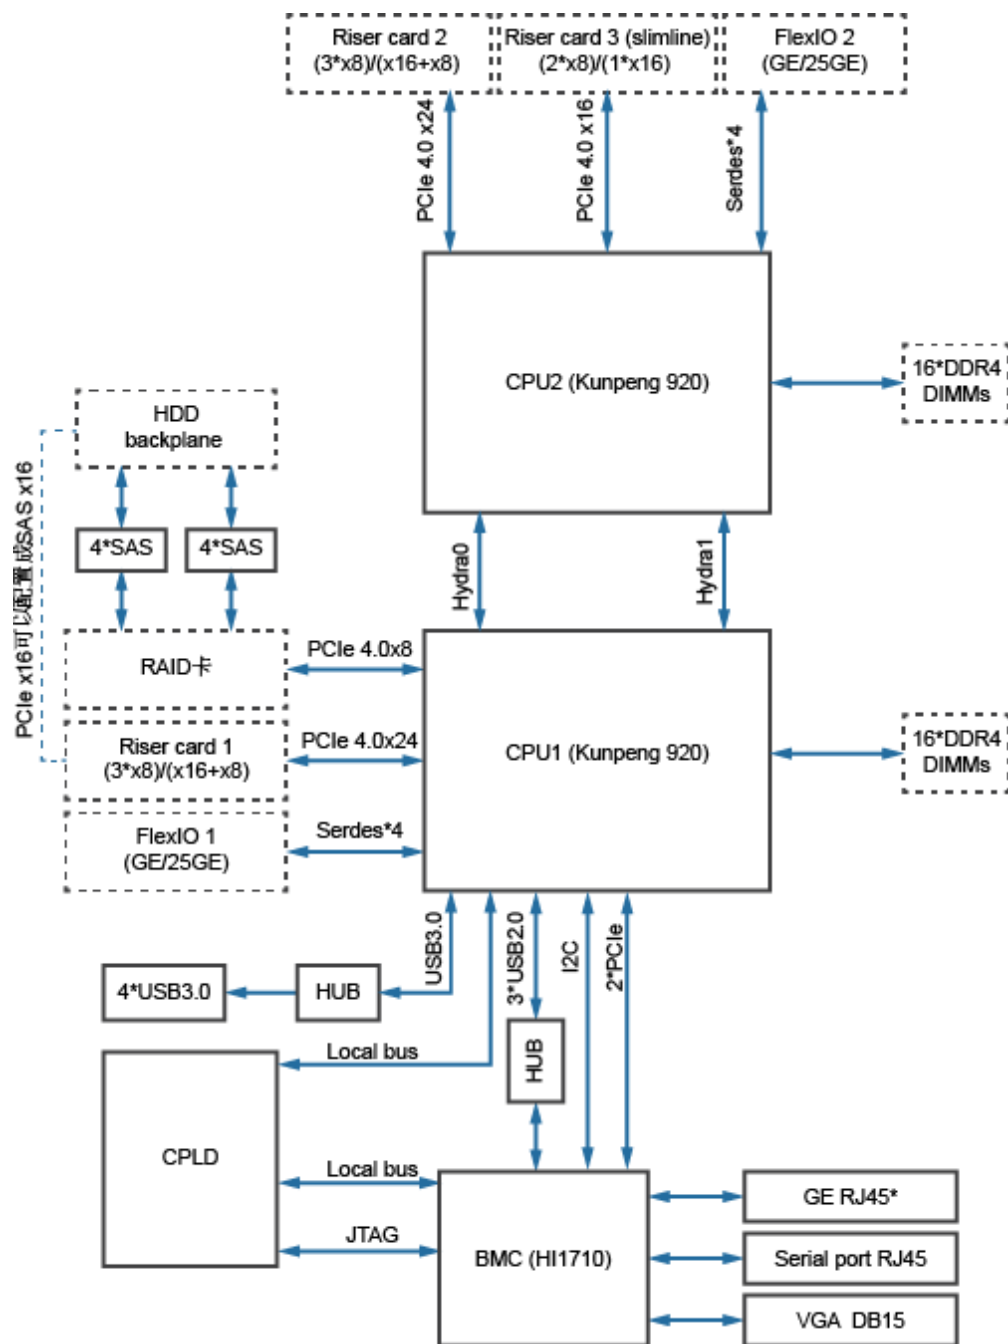 Riser card 2
(3*x8)/(x16+x8)
Riser card 3 (slimline)
(2*x8)/(1*x16)
FlexIO 2
(GE/25GE)
PCIe 4.0 x24
PCIe 4.0 x16
Serdes*4
CPU2 (Kunpeng 920)
16*DDR4
DIMMs
HDD
backplane
4*SAS
4*SAS
PCIe x16可以配置成SAS x16
Hydra0
Hydra1
RAID卡
PCIe 4.0x8
Riser card 1
(3*x8)/(x16+x8)
PCIe 4.0x24
CPU1 (Kunpeng 920)
16*DDR4
DIMMs
FlexIO 1
(GE/25GE)
Serdes*4
USB3.0
3*USB2.0
I2C
2*PCIe
4*USB3.0
HUB
HUB
Local bus
CPLD
Local bus
JTAG
BMC (HI1710)
GE RJ45*
Serial port RJ45
VGA DB15